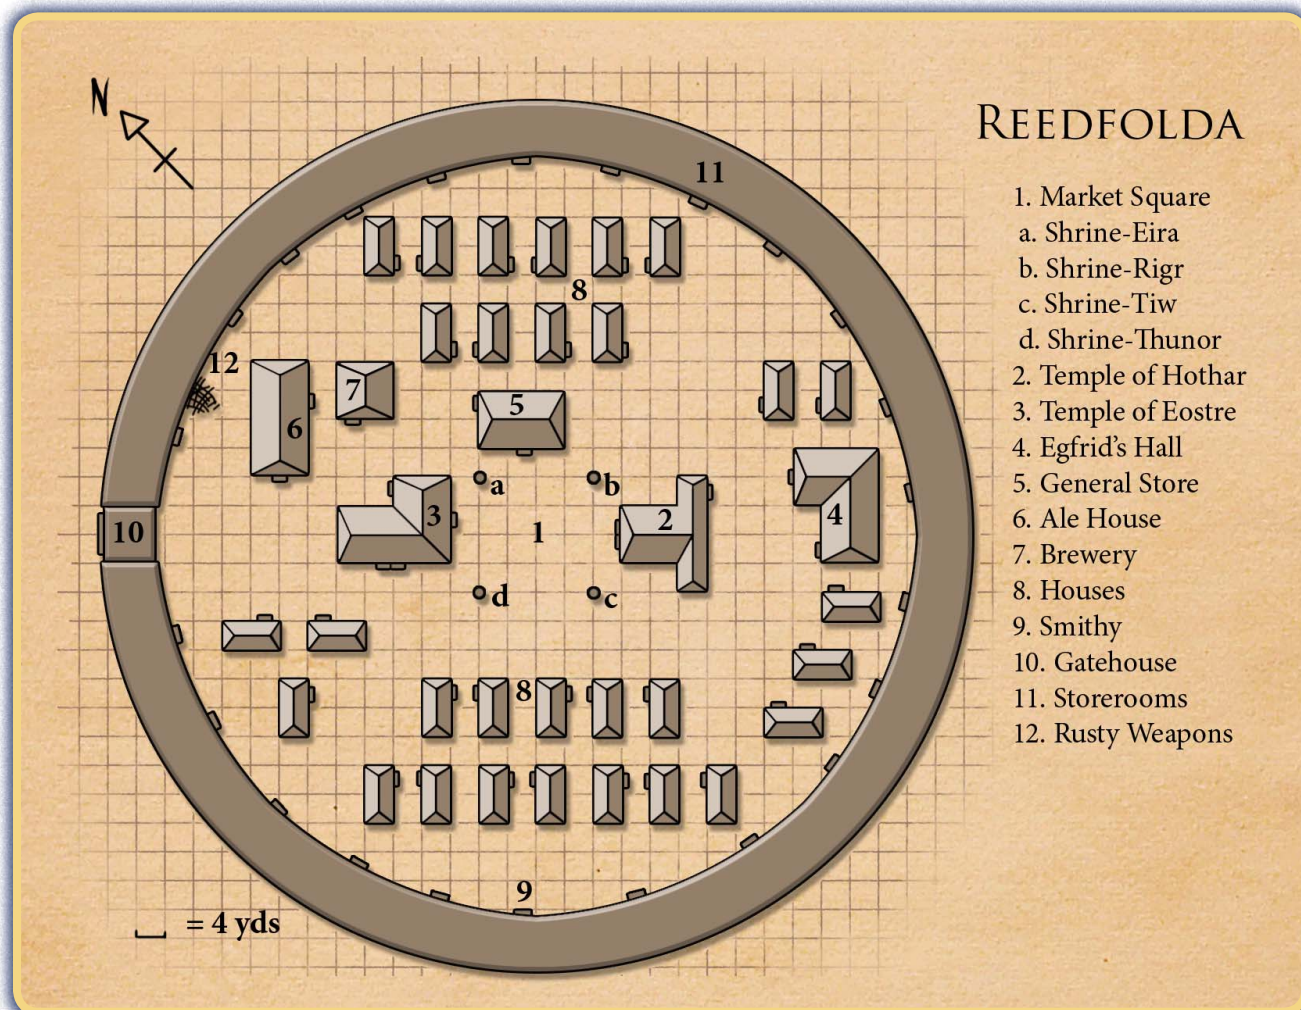 N
REEDFOLDA
11
1. Market Square
a. Shrine-Eira
b. Shrine-Rigr
c. Shrine-Tiw
d. Shrine-Thunor
2. Temple of Hothar
3. Temple of Eostre
4. Egfrid's Hall
5. General Store
6. Ale House
7. Brewery
8. Houses
9. Smithy
10. Gatehouse
11. Storerooms
12. Rusty Weapons
8
12
7
5
6
a
b
3
2
4
1
10
d
c
8
9
= 4 yds